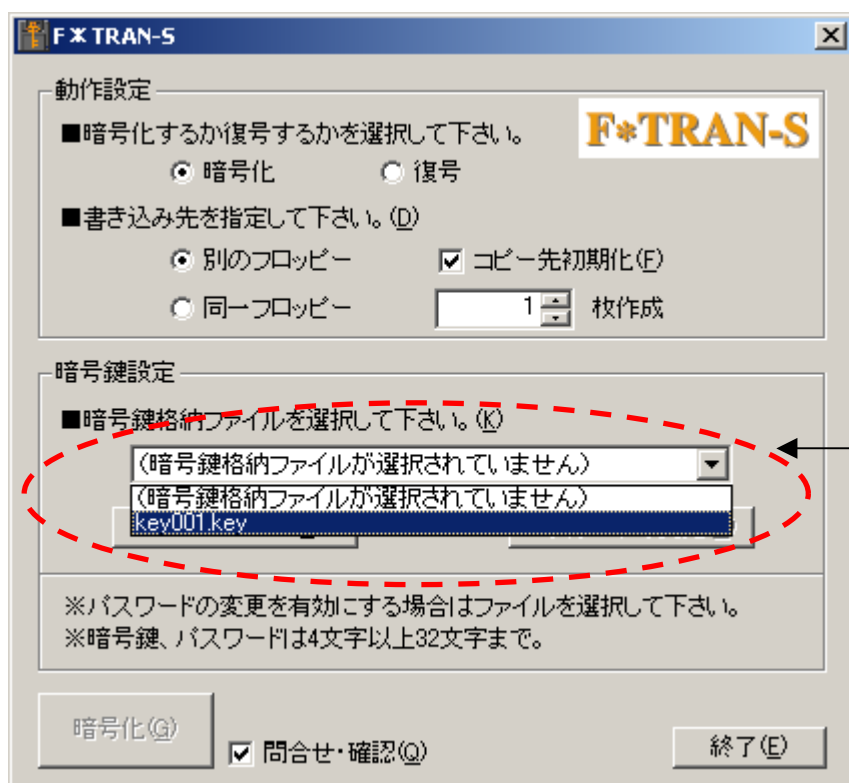 F*TRAN-S
動作設定
F*TRAN-S
■暗号化するか復号するかを選択して下さい。
暗号化 復号
■書き込み先を指定して下さい。(D)
別のフロッピー コピー先初期化(F)
同一フロッピー 1 枚作成
暗号鍵設定
■暗号鍵格納ファイルを選択して下さい。(K)
(暗号鍵格納ファイルが選択されていません)
(暗号鍵格納ファイルが選択されていません)
key001.key
※パスワードの変更を有効にする場合はファイルを選択して下さい。
※暗号鍵、パスワードは4文字以上32文字まで。
暗号化(G)
問合せ・確認(Q)
終了(E)